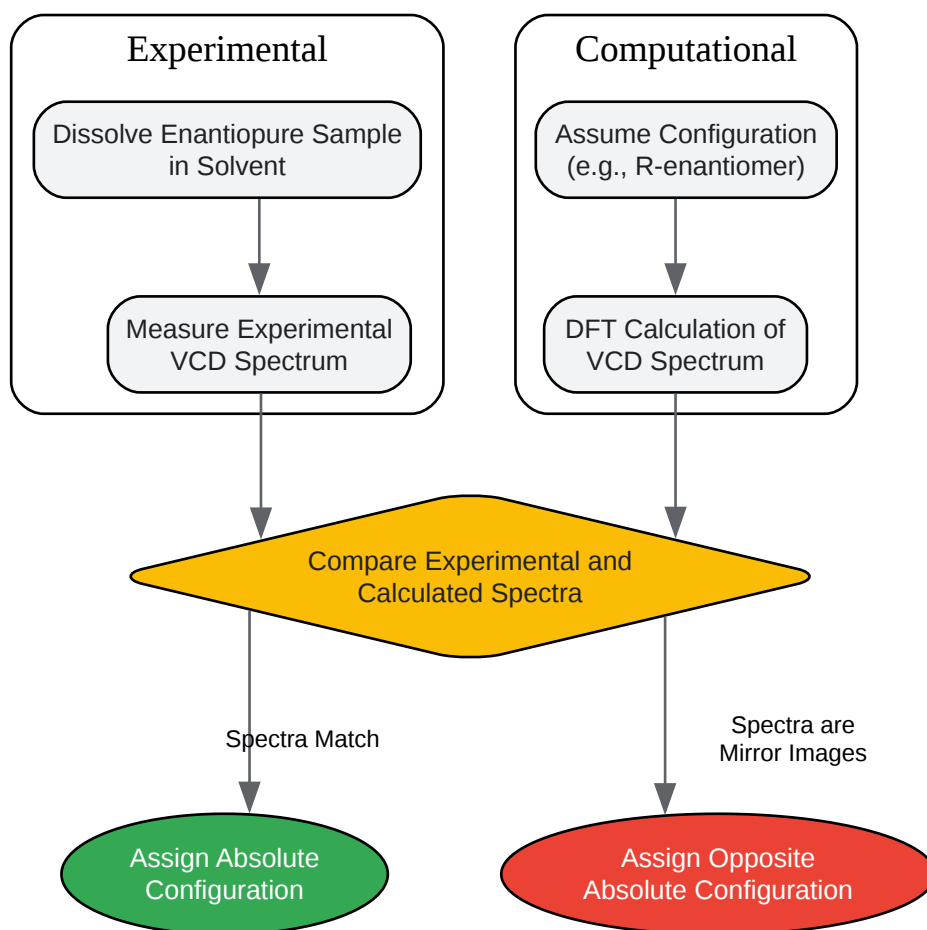 Experimental
Dissolve Enantiopure Sample
in Solvent
Measure Experimental
VCD Spectrum
Computational
Assume Configuration
(e.g., R-enantiomer)
DFT Calculation of
VCD Spectrum
Compare Experimental and
Calculated Spectra
Spectra Match
Spectra are
Mirror Images
Assign Absolute
Configuration
Assign Opposite
Absolute Configuration